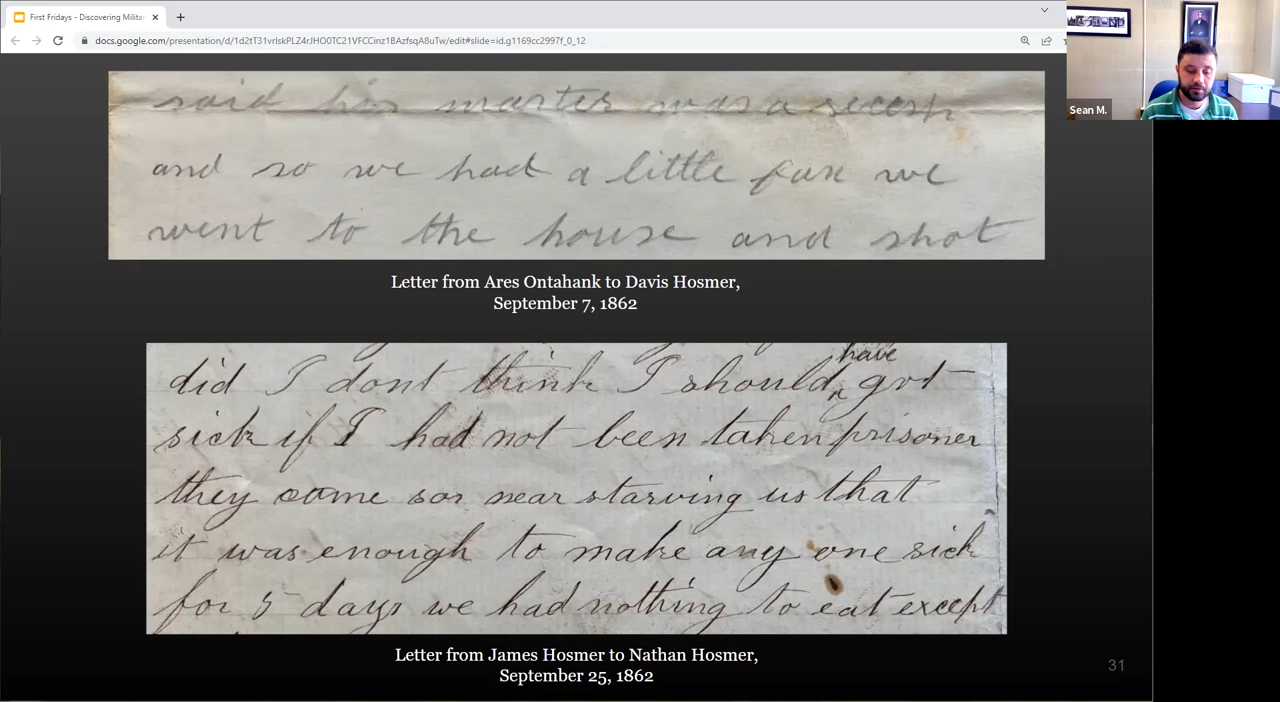 First Fridays - Discovering Milita
docs.google.com/presentation/d/1d2tT31vrIskPLZ4rJHO0TC21VFCCinz1BAzfsqA8uTw/edit#slide=id.g1169cc2997f_0_12
Sean M.
said his master was a secesh
and so we had a little fun we
went to the house and shot
Letter from Ares Ontahank to Davis Hosmer,
September 7, 1862
have
did I dont think I should ^ got
sick if I had not been taken prisoner
they came sor near starving us that
it was enough to make any one sick
for 5 days we had nothing to eat except
Letter from James Hosmer to Nathan Hosmer,
September 25, 1862
31